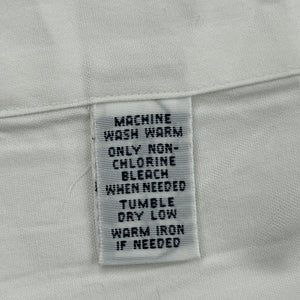 MACHINE
WASH WARM
ONLY NON-
CHLORINE
BLEACH
WHEN NEEDED
TUMBLE
DRY LOW
WARM IRON
IF NEEDED